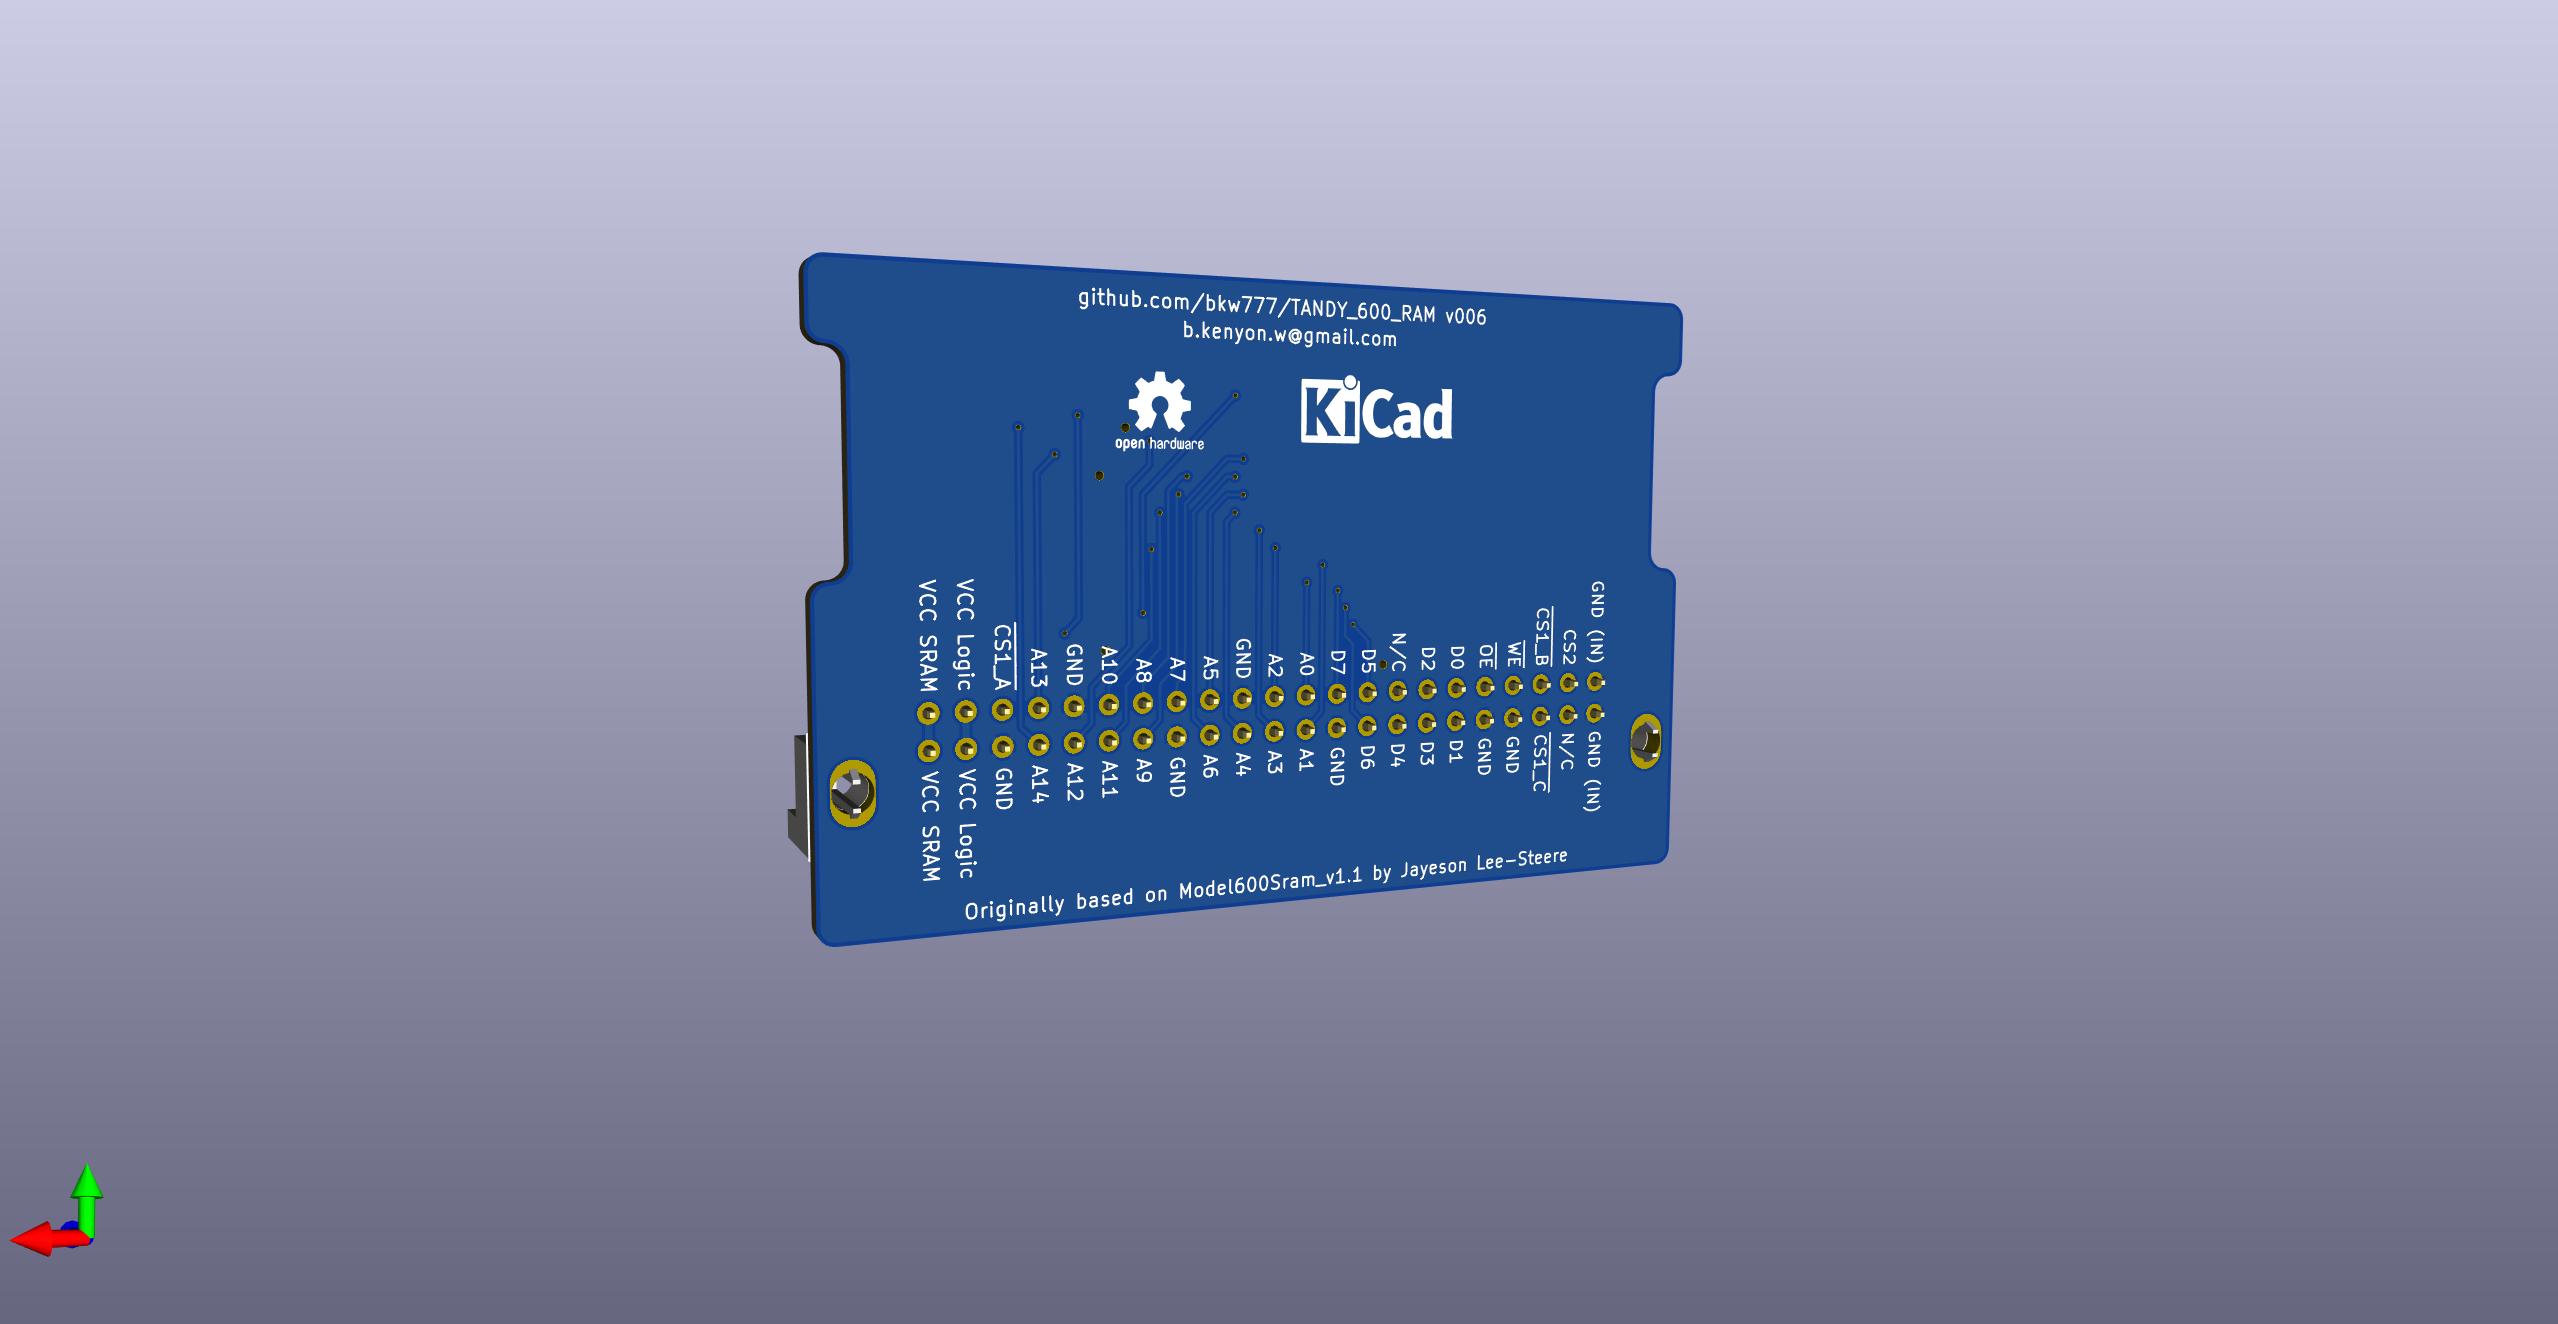 github.com/bkw777/TANDY_600_RAM v006
b.kenyon.w@gmail.com
open hardware
KiCad
VCC SRAM
VCC Logic
CS1_A
A13
GND
A10
A8
A7
A5
GND
A2
A0
D7
D5
N/C
D2
D0
OE
WE
CS1_B
CS2
GND (IN)
VCC SRAM
VCC Logic
GND
A14
A12
A11
A9
GND
A6
A4
A3
A1
GND
D6
D4
D3
D1
GND
GND
CS1_C
N/C
GND (IN)
Originally based on Model600Sram_v1.1 by Jayeson Lee-Steere